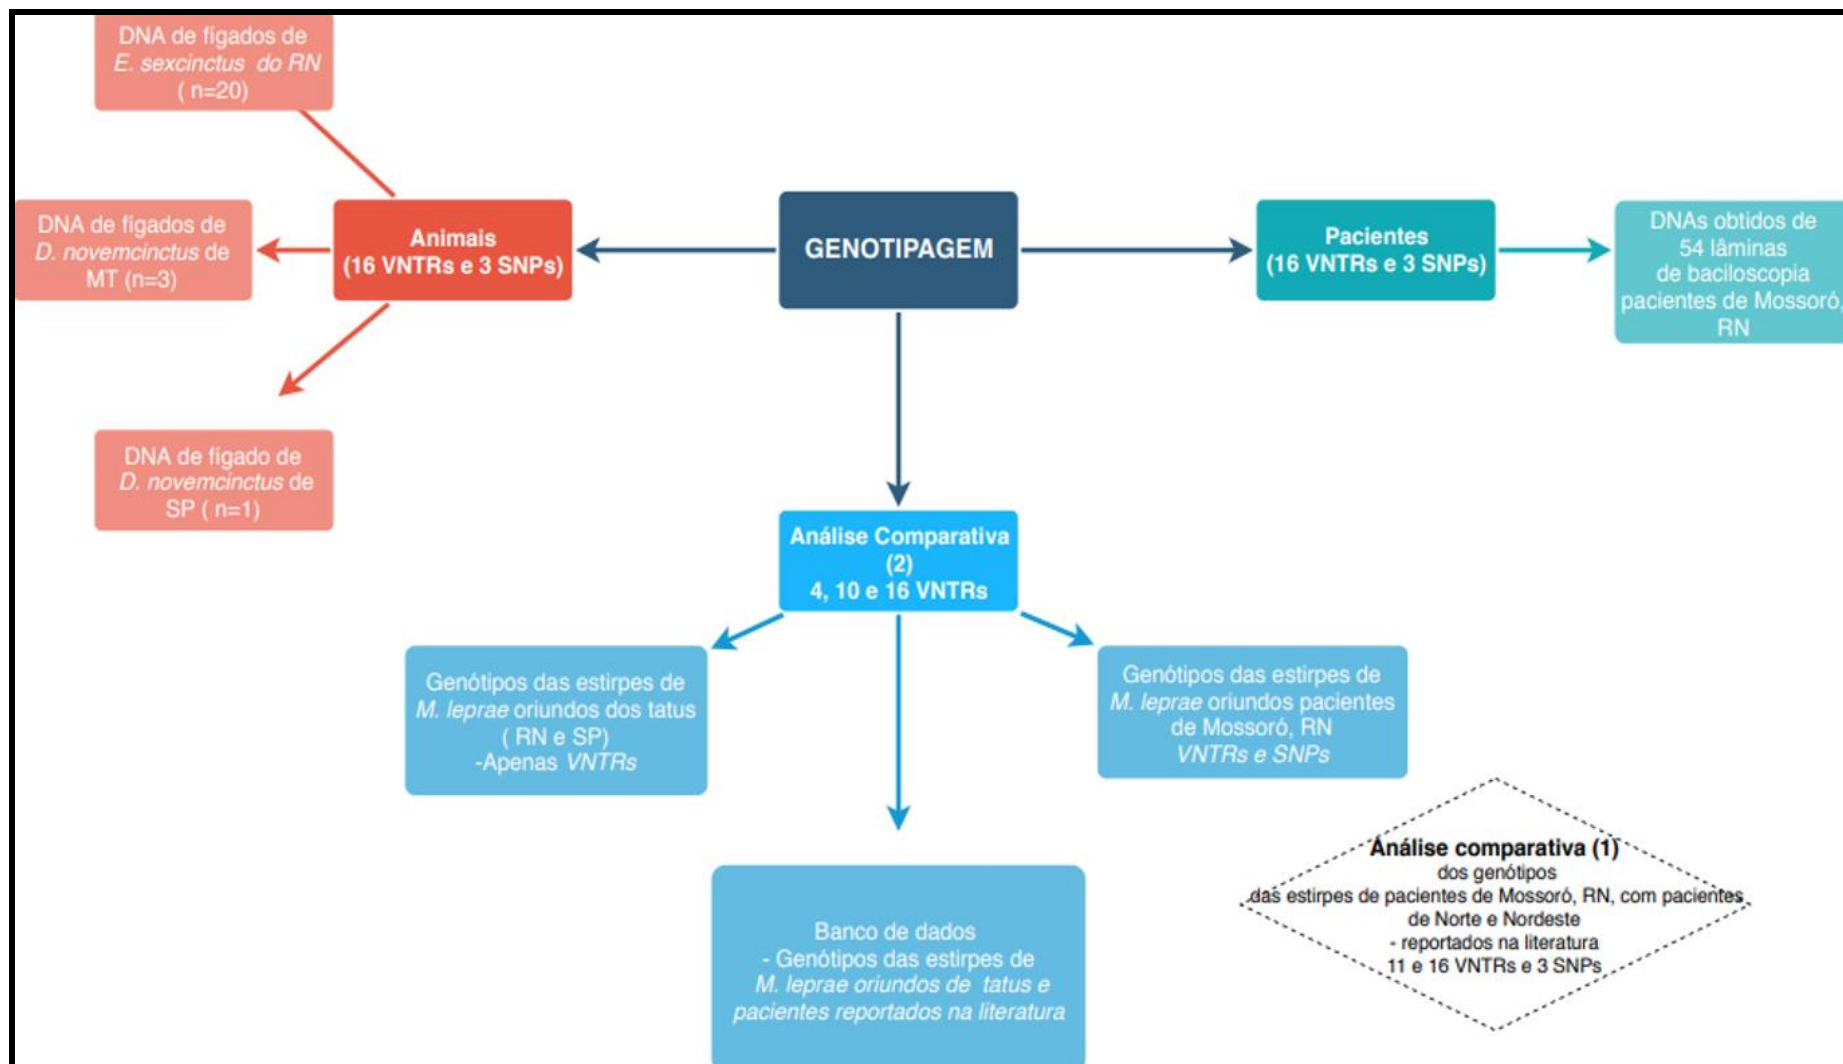 DNA de fígados de
E. sexcinctus do RN
( n=20)
DNA de fígados de
D. novemcinctus de
MT (n=3)
Animais
(16 VNTRs e 3 SNPs)
GENOTIPAGEM
Pacientes
(16 VNTRs e 3 SNPs)
DNAs obtidos de
54 lâminas
de baciloscopia
pacientes de Mossoró,
RN
DNA de fígado de
D. novemcinctus de
SP ( n=1)
Análise Comparativa
(2)
4, 10 e 16 VNTRs
Genótipos das estirpes de
M. leprae oriundos dos tatus
( RN e SP)
-Apenas VNTRs
Genótipos das estirpes de
M. leprae oriundos pacientes
de Mossoró, RN
VNTRs e SNPs
Banco de dados
- Genótipos das estirpes de
M. leprae oriundos de tatus e
pacientes reportados na literatura
Análise comparativa (1)
dos genótipos
das estirpes de pacientes de Mossoró, RN, com pacientes
de Norte e Nordeste
- reportados na literatura
11 e 16 VNTRs e 3 SNPs